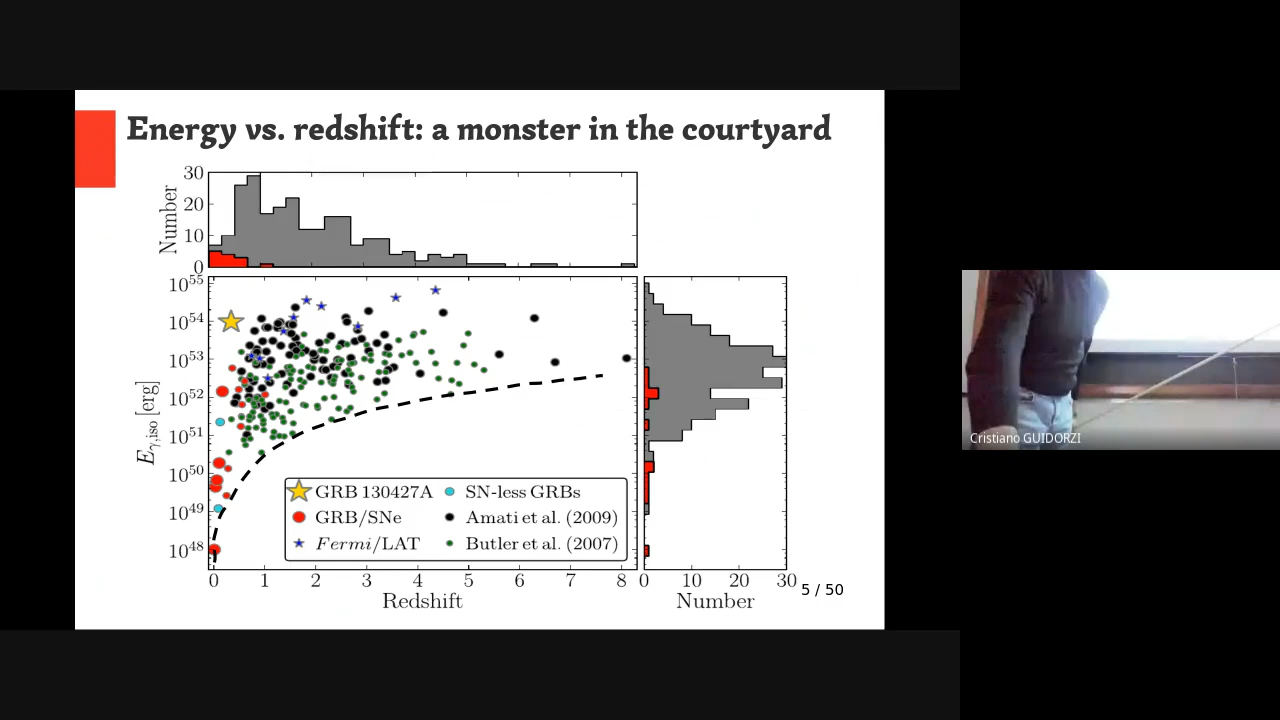 Energy vs. redshift: a monster in the courtyard
30
20
10
0
Number
10^55
10^54
10^53
10^52
10^51
10^50
10^49
10^48
E_γ,iso [erg]
GRB 130427A
GRB/SNe
Fermi/LAT
SN-less GRBs
Amati et al. (2009)
Butler et al. (2007)
0 1 2 3 4 5 6 7 8
Redshift
0 10 20 30
Number
5 / 50
Cristiano GUIDORZI